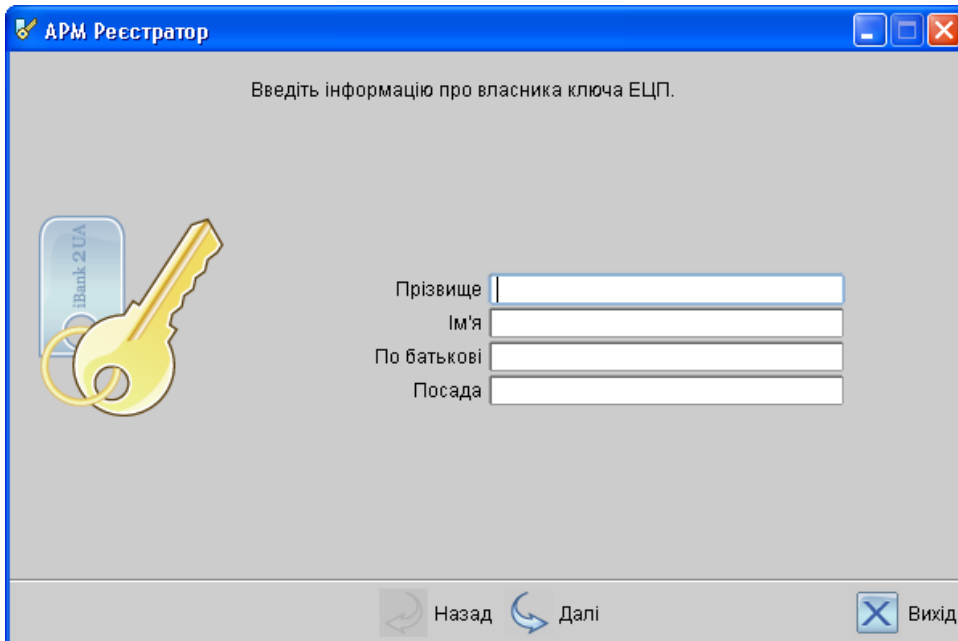 АРМ Реєстратор
Введіть інформацію про власника ключа ЕЦП.
iBank 2 UA
Прізвище
Ім'я
По батькові
Посада
Назад Далі Вихід